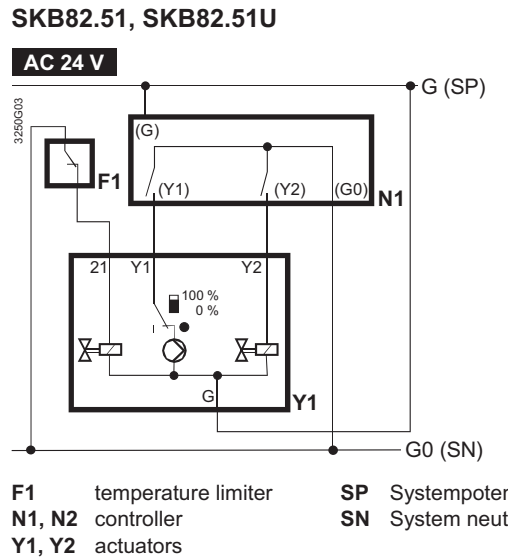 SKB82.51, SKB82.51U
AC 24 V
G (SP)
3250G03
(G)
F1
(Y1)
(Y2)
(G0)
N1
21
Y1
Y2
100 %
0 %
G
Y1
G0 (SN)
F1 temperature limiter
SP Systempoten
N1, N2 controller
SN System neut
Y1, Y2 actuators